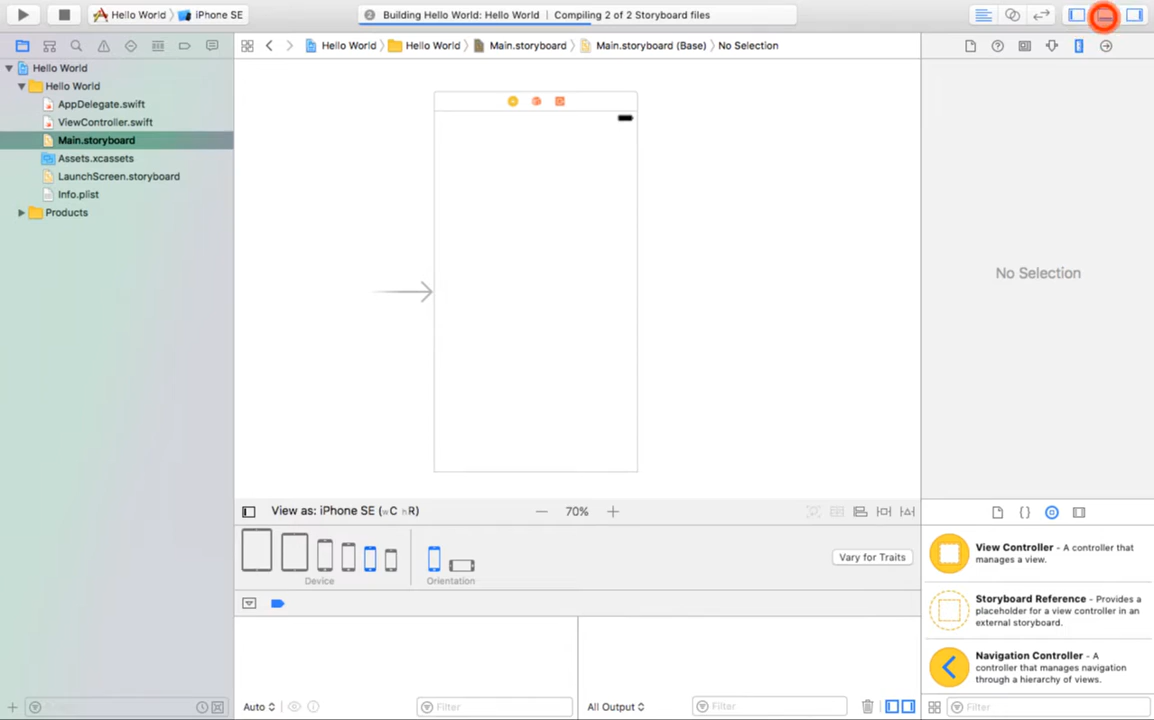 Hello World
iPhone SE
Building Hello World: Hello World
Compiling 2 of 2 Storyboard files
Hello World
Hello World
Main.storyboard
Main.storyboard (Base)
No Selection
Hello World
Hello World
AppDelegate.swift
ViewController.swift
Main.storyboard
Assets.xcassets
LaunchScreen.storyboard
Info.plist
Products
No Selection
View as: iPhone SE (wC hR)
70%
Device
Orientation
Vary for Traits
View Controller - A controller that
manages a view.
Storyboard Reference - Provides a
placeholder for a view controller in an
external storyboard.
Navigation Controller - A
controller that manages navigation
through a hierarchy of views.
Auto
Filter
All Output
Filter
Filter